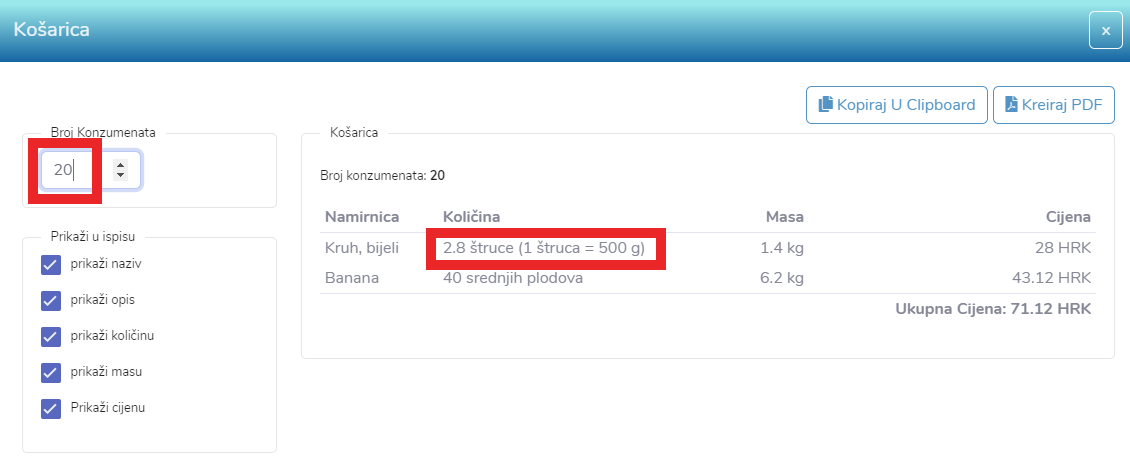 Košarica
x
Kopiraj U Clipboard
Kreiraj PDF
Broj Konzumenata
20
Prikaži u ispisu
prikaži naziv
prikaži opis
prikaži količinu
prikaži masu
Prikaži cijenu
Košarica
Broj konzumenata: 20
Namirnica Količina Masa Cijena
Kruh, bijeli 2.8 štruce (1 štruca = 500 g) 1.4 kg 28 HRK
Banana 40 srednjih plodova 6.2 kg 43.12 HRK
Ukupna Cijena: 71.12 HRK